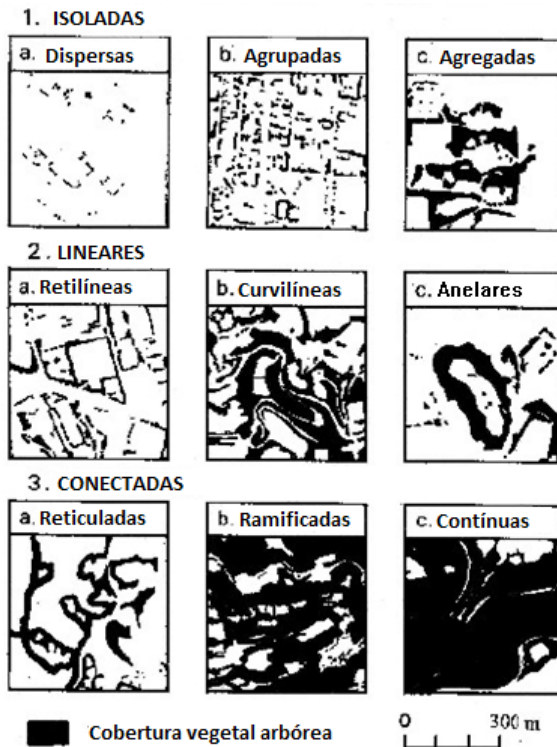 1. ISOLADAS
a. Dispersas
b. Agrupadas
c. Agregadas
2. LINEARES
a. Retilíneas
b. Curvilíneas
c. Anelares
3. CONECTADAS
a. Reticuladas
b. Ramificadas
c. Contínuas
Cobertura vegetal arbórea
0 300 m